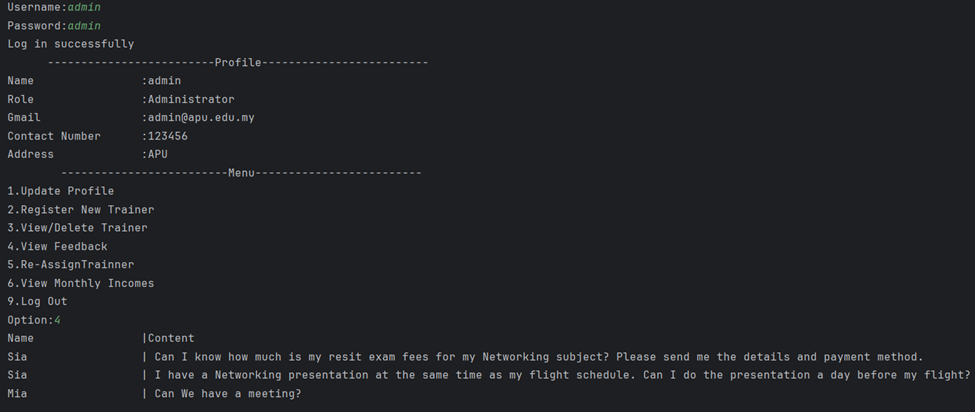 Username:admin
Password:admin
Log in successfully
-------------------------Profile-------------------------
Name :admin
Role :Administrator
Gmail :admin@apu.edu.my
Contact Number :123456
Address :APU
-------------------------Menu-------------------------
1.Update Profile
2.Register New Trainer
3.View/Delete Trainer
4.View Feedback
5.Re-AssignTrainner
6.View Monthly Incomes
9.Log Out
Option:4
Name |Content
Sia | Can I know how much is my resit exam fees for my Networking subject? Please send me the details and payment method.
Sia | I have a Networking presentation at the same time as my flight schedule. Can I do the presentation a day before my flight?
Mia | Can We have a meeting?